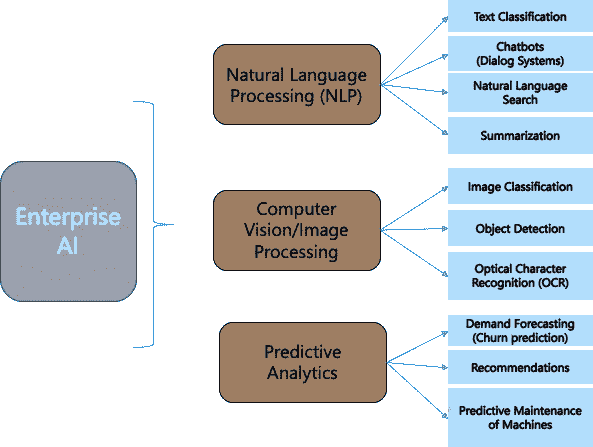 Enterprise
AI
Natural Language
Processing (NLP)
Text Classification
Chatbots
(Dialog Systems)
Natural Language
Search
Summarization
Computer
Vision/Image
Processing
Image Classification
Object Detection
Optical Character
Recognition (OCR)
Predictive
Analytics
Demand Forecasting
(Churn prediction)
Recommendations
Predictive Maintenance
of Machines